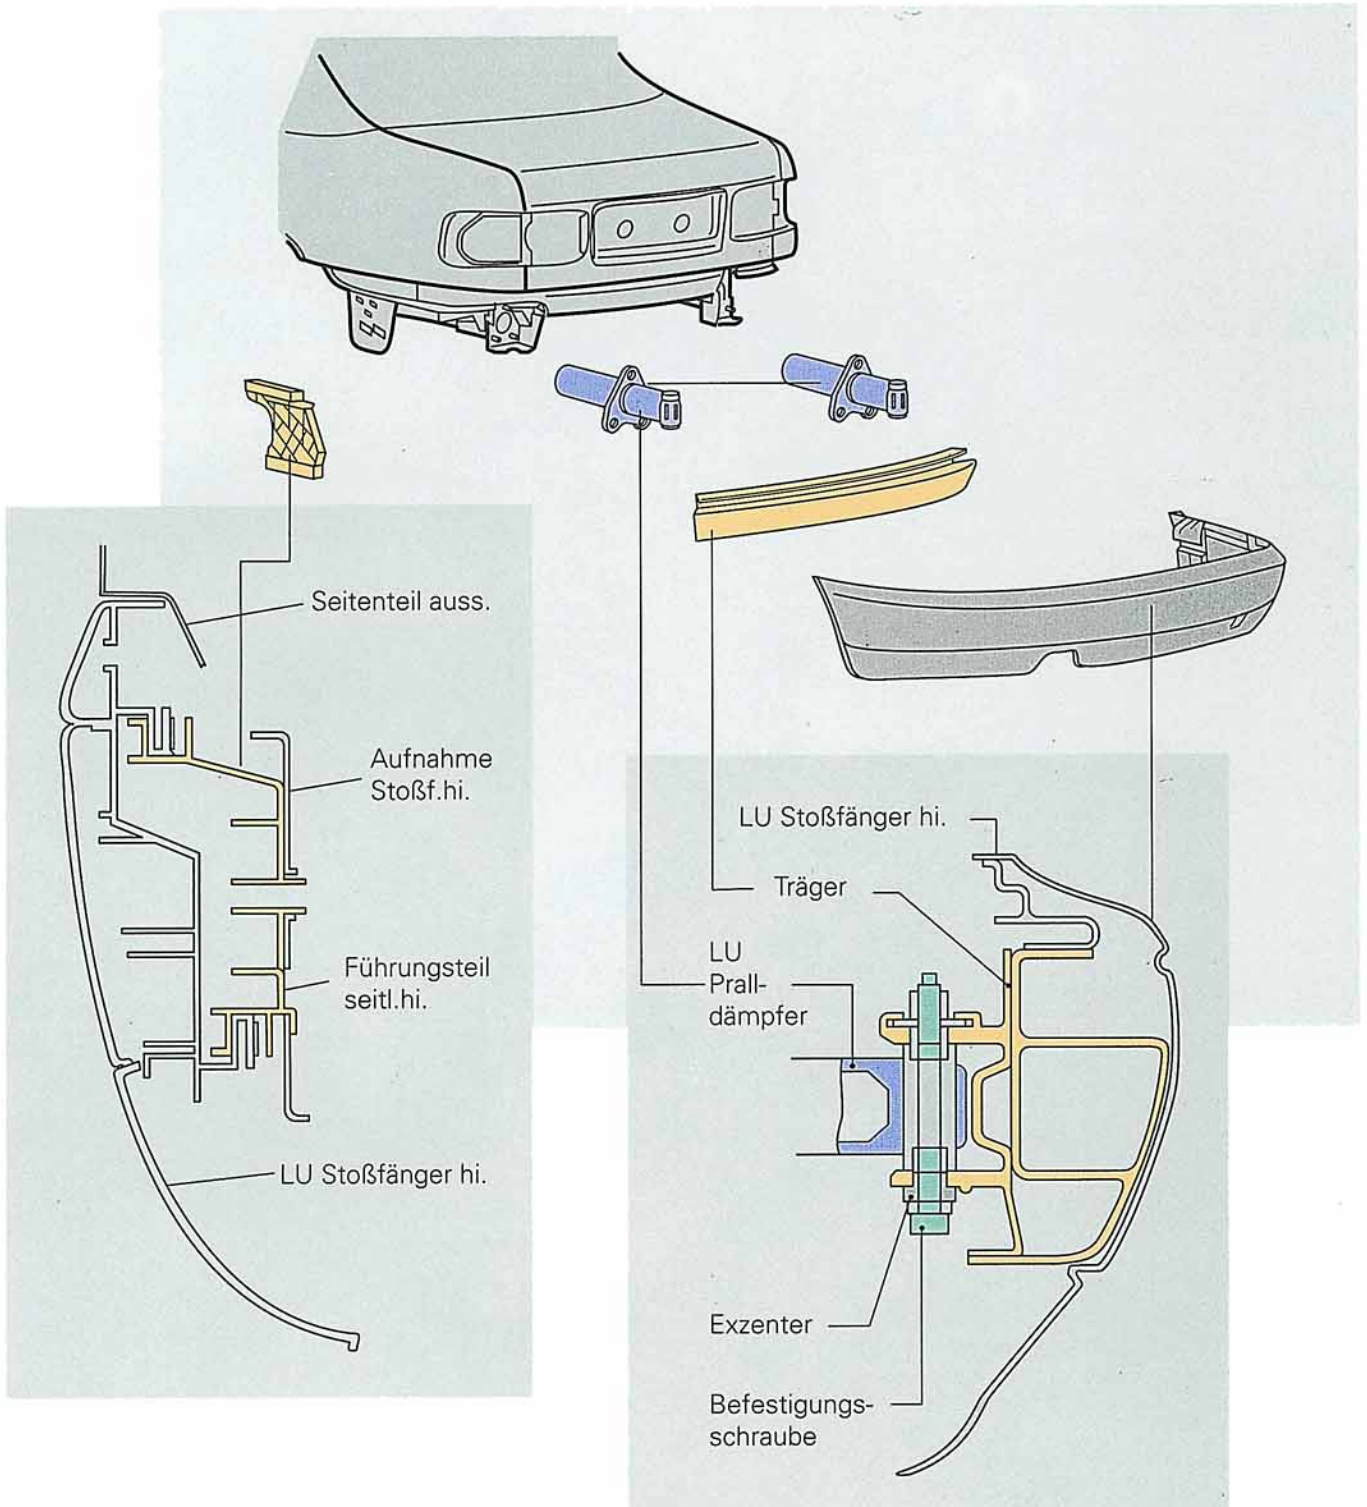 Seitenteil auss.
Aufnahme
Stoßf.hi.
Führungsteil
seitl.hi.
LU Stoßfänger hi.
LU Stoßfänger hi.
Träger
LU
Prall-
dämpfer
Exzenter
Befestigungs-
schraube